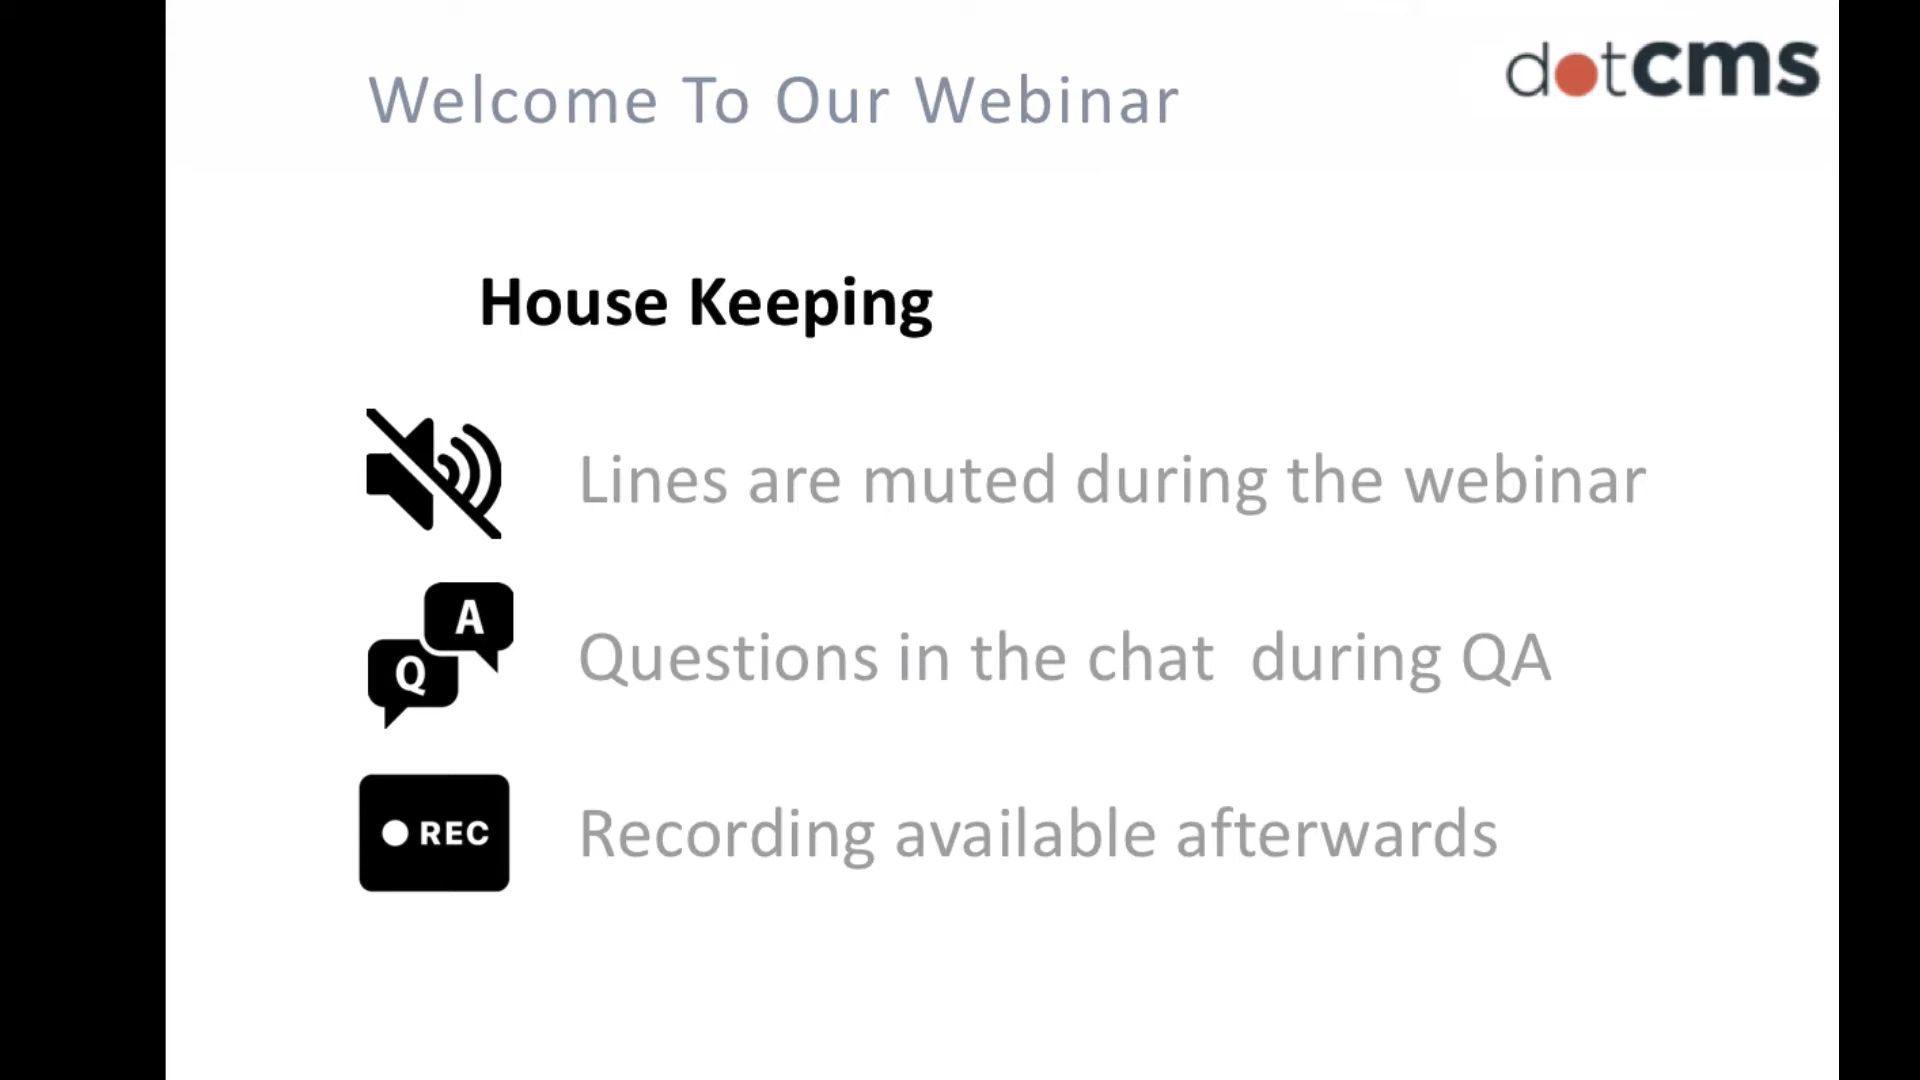 Welcome To Our Webinar
dotcms
House Keeping
Lines are muted during the webinar
A
Q
Questions in the chat  during QA
REC
Recording available afterwards